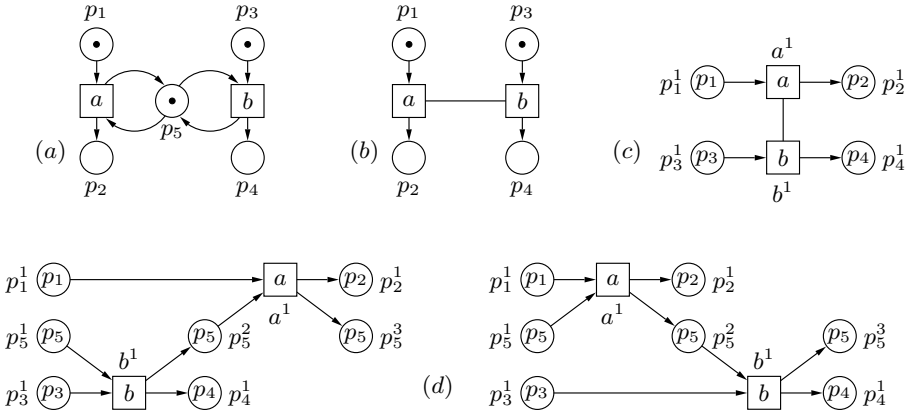 p₁ p₃ p₁ p₃
a¹
p₁¹ p₁ a p₂ p₂¹
a b a b
p₅
(a) (b) (c)
p₃¹ p₃ b p₄ p₄¹
p₂ p₄ p₂ p₄
b¹
p₁¹ p₁ a p₂ p₂¹ p₁¹ p₁ a p₂ p₂¹
a¹ a¹
p₅¹ p₅ p₅ p₅² p₅ p₅³ p₅¹ p₅ p₅ p₅² p₅ p₅³
b¹ b¹
p₃¹ p₃ b p₄ p₄¹ (d) p₃¹ p₃ b p₄ p₄¹